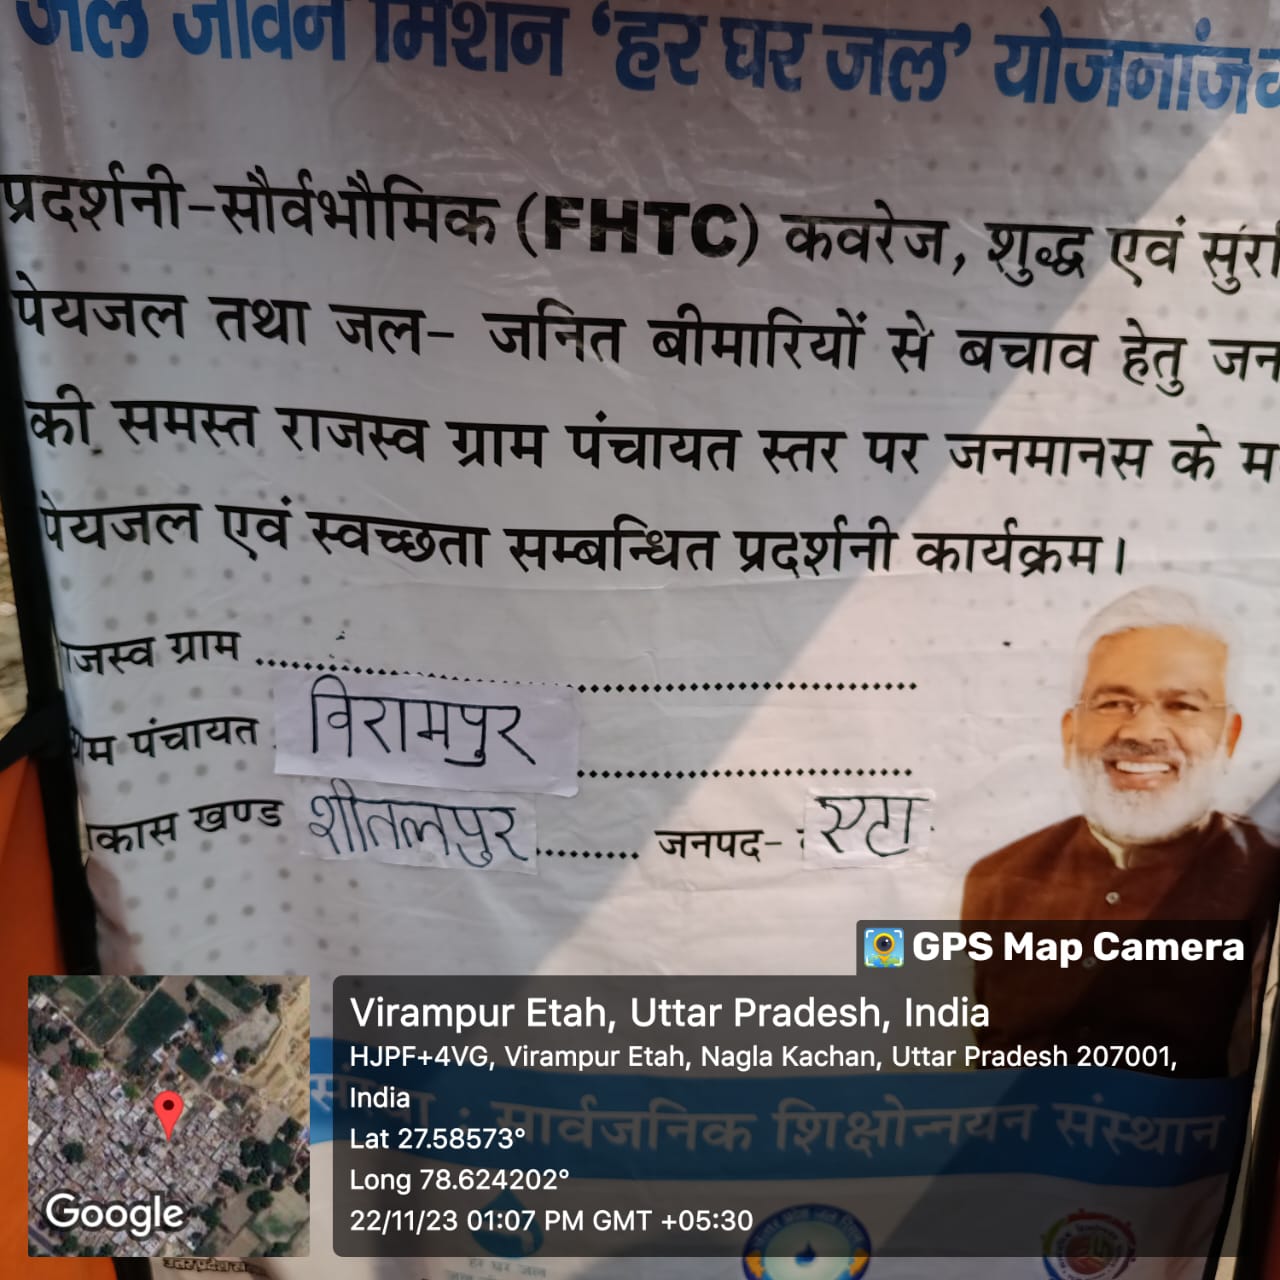 जल जीवन मिशन ‘हर घर जल’
प्रदर्शनी-सौर्वभौमिक (FHTC) कवरेज, शुद्ध एवं
पेयजल तथा जल- जनित बीमारियों से बचाव हेतु जन
की समस्त राजस्व ग्राम पंचायत स्तर पर जनमानस के
पेयजल एवं स्वच्छता सम्बन्धित प्रदर्शनी कार्यक्रम।
राजस्व ग्राम ........................................
पंचायत विरामपुर ....................
खण्ड शीतलपुर ......... जनपद- एटा
GPS Map Camera
Virampur Etah, Uttar Pradesh, India
HJPF+4VG, Virampur Etah, Nagla Kachan, Uttar Pradesh 207001,
India
Lat 27.58573°
Long 78.624202°
22/11/23 01:07 PM GMT +05:30
Google
संस्था : सार्वजनिक शिक्षोन्नयन संस्थान
हर घर जल